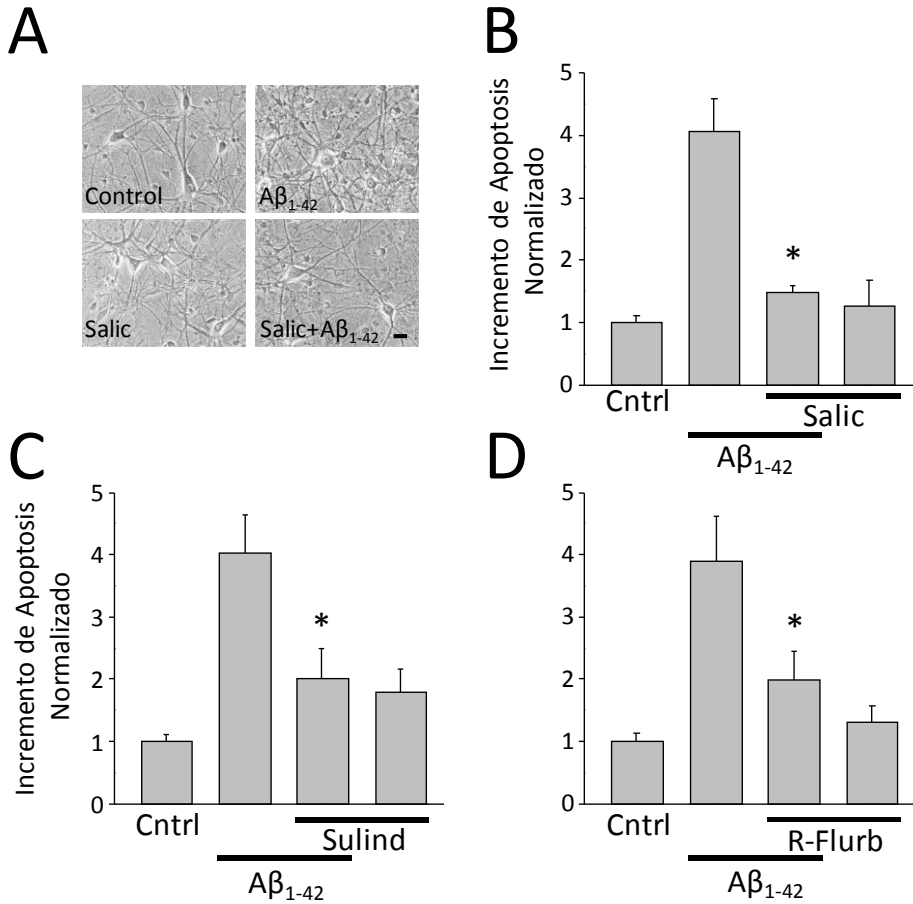 A
Control
Aβ1-42
Salic
Salic+Aβ1-42
B
Incremento de Apoptosis
Normalizado
5
4
3
2
1
0
*
Cntrl
Salic
Aβ1-42
C
Incremento de Apoptosis
Normalizado
5
4
3
2
1
0
*
Cntrl
Sulind
Aβ1-42
D
5
4
3
2
1
0
*
Cntrl
R-Flurb
Aβ1-42